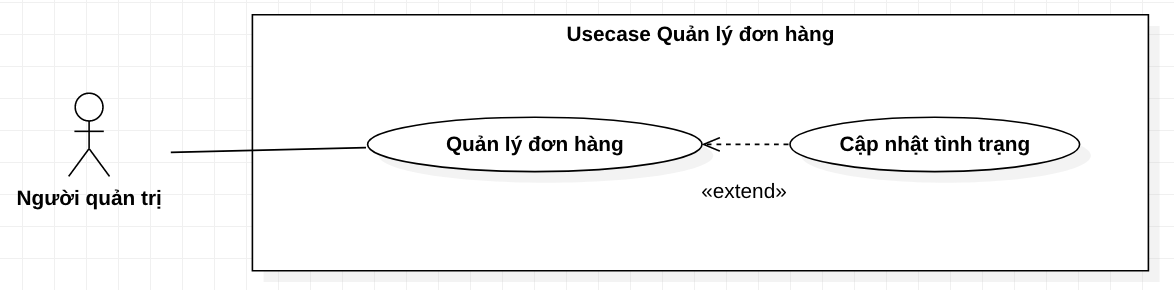 Usecase Quản lý đơn hàng
Quản lý đơn hàng
Cập nhật tình trạng
«extend»
Người quản trị